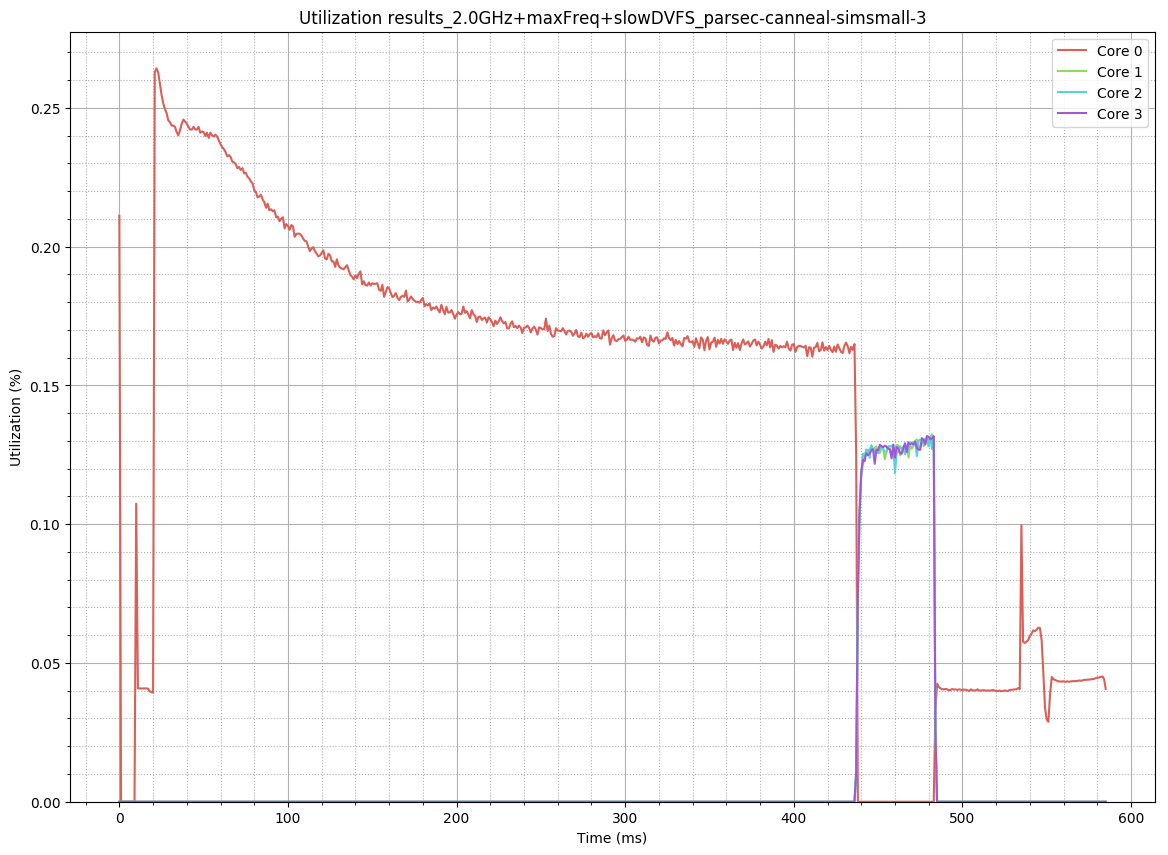 Utilization results_2.0GHz+maxFreq+slowDVFS_parsec-canneal-simsmall-3
Core 0
Core 1
Core 2
Core 3
Utilization (%)
0.25
0.20
0.15
0.10
0.05
0.00
0 100 200 300 400 500 600
Time (ms)